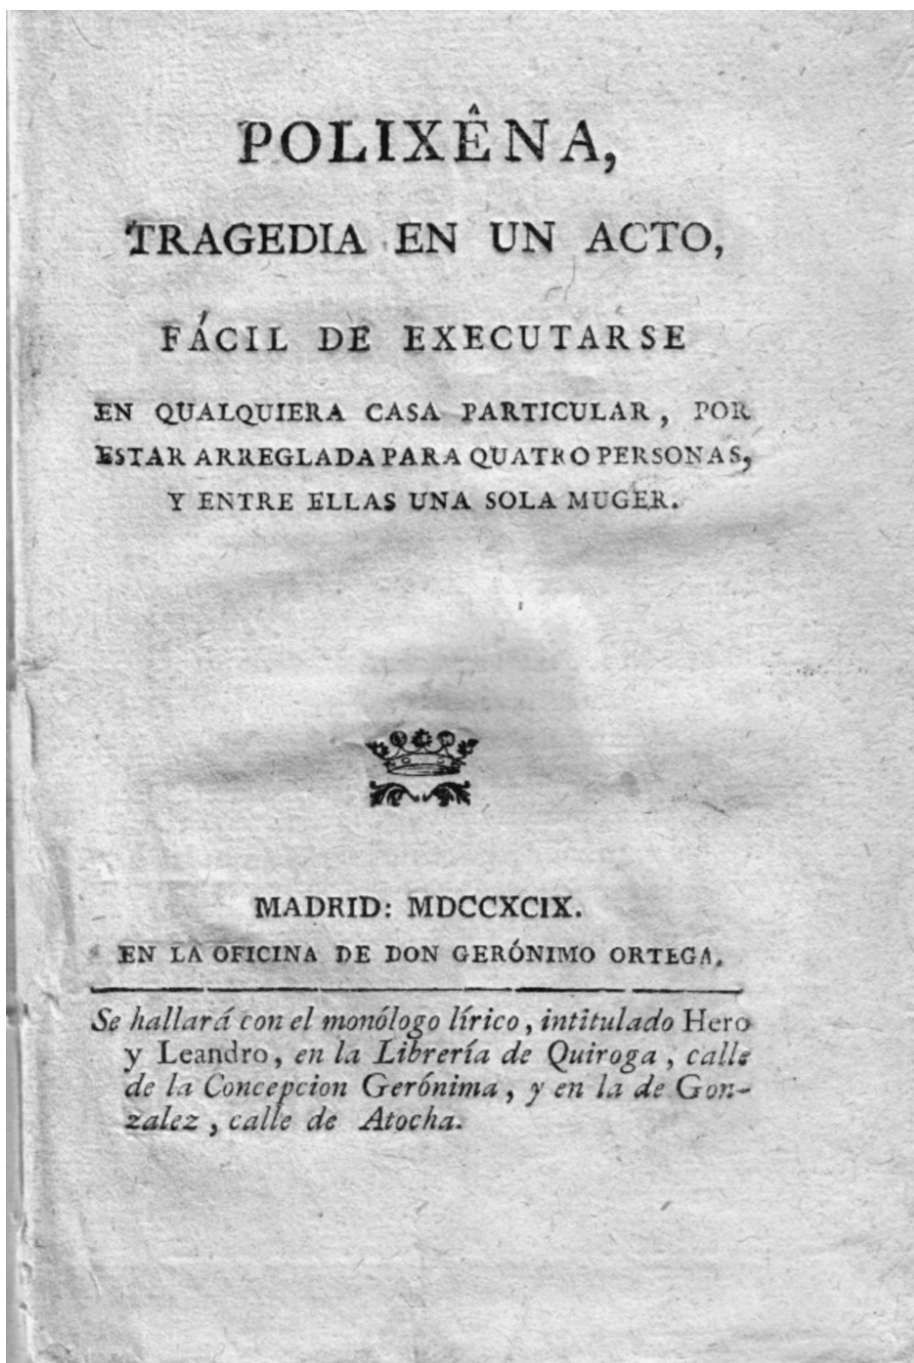 POLIXÊNA,
TRAGEDIA EN UN ACTO,
FÁCIL DE EXECUTARSE
EN QUALQUIERA CASA PARTICULAR, POR
ESTAR ARREGLADA PARA QUATRO PERSONAS,
Y ENTRE ELLAS UNA SOLA MUGER.
MADRID: MDCCXCIX.
EN LA OFICINA DE DON GERÓNIMO ORTEGA.
Se hallará con el monólogo lírico, intitulado Hero
y Leandro, en la Librería de Quiroga, calle
de la Concepcion Gerónima, y en la de Gon-
zalez, calle de Atocha.